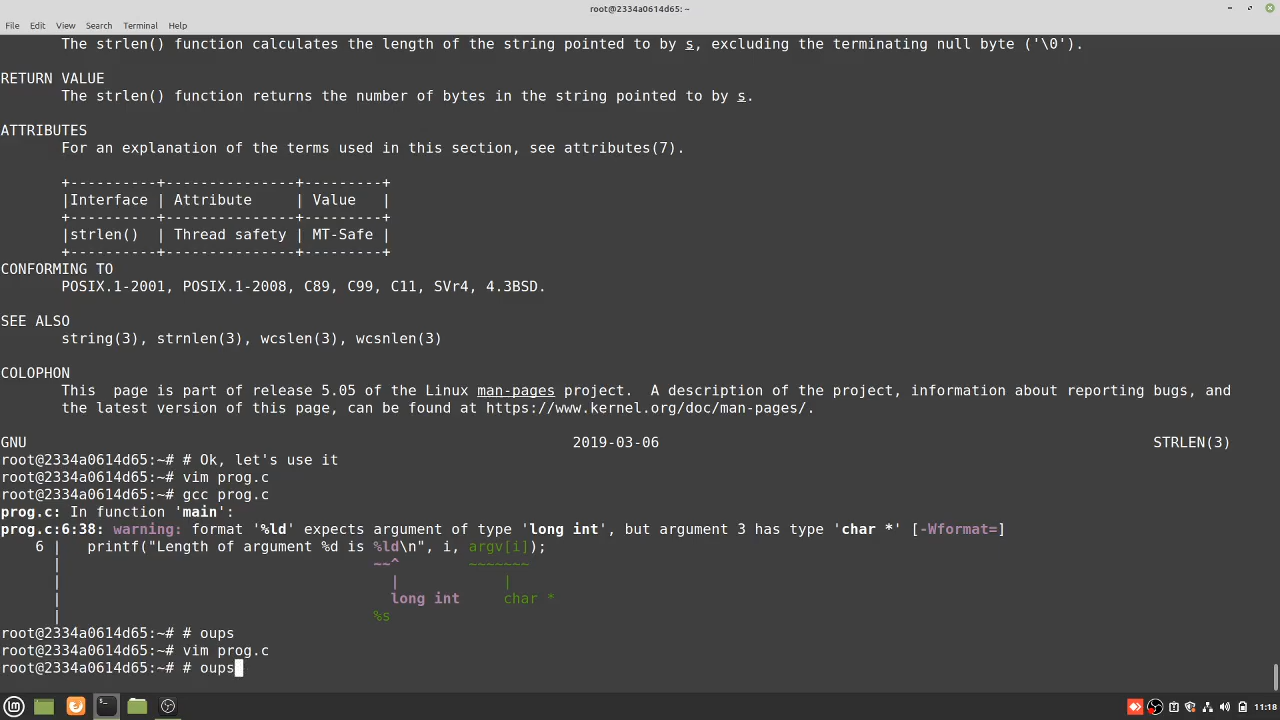 root@2334a0614d65: ~
File Edit View Search Terminal Help
The strlen() function calculates the length of the string pointed to by s, excluding the terminating null byte ('\0').
RETURN VALUE
The strlen() function returns the number of bytes in the string pointed to by s.
ATTRIBUTES
For an explanation of the terms used in this section, see attributes(7).
+----------+---------------+---------+
|Interface | Attribute     | Value   |
+----------+---------------+---------+
|strlen()  | Thread safety | MT-Safe |
+----------+---------------+---------+
CONFORMING TO
POSIX.1-2001, POSIX.1-2008, C89, C99, C11, SVr4, 4.3BSD.
SEE ALSO
string(3), strnlen(3), wcslen(3), wcsnlen(3)
COLOPHON
This  page is part of release 5.05 of the Linux man-pages project.  A description of the project, information about reporting bugs, and
the latest version of this page, can be found at https://www.kernel.org/doc/man-pages/.
GNU 2019-03-06 STRLEN(3)
root@2334a0614d65:~# # Ok, let's use it
root@2334a0614d65:~# vim prog.c
root@2334a0614d65:~# gcc prog.c
prog.c: In function 'main':
prog.c:6:38: warning: format '%ld' expects argument of type 'long int', but argument 3 has type 'char *' [-Wformat=]
    6 |   printf("Length of argument %d is %ld\n", i, argv[i]);
      |                                    ~~^        ~~~~~~~
      |                                      |            |
      |                                      long int     char *
      |                                    %s
root@2334a0614d65:~# # oups
root@2334a0614d65:~# vim prog.c
root@2334a0614d65:~# # oups
11:18